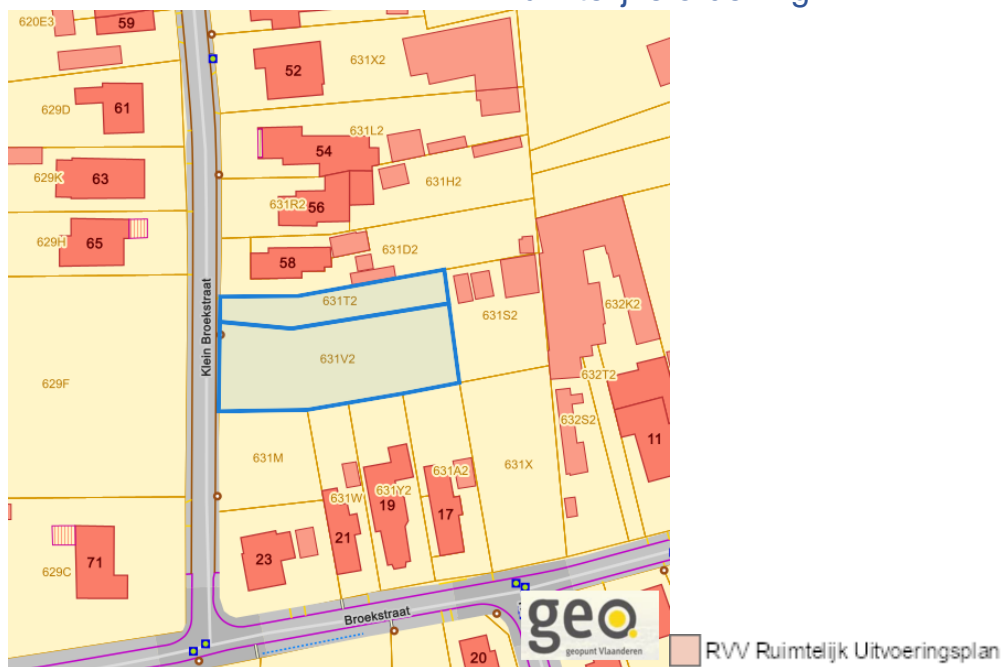 620E3
59
52
631X2
629D
61
631L2
54
629K
63
631H2
631R2
56
629H
65
58
631D2
631T2
631S2
632K2
Klein Broekstraat
631V2
629F
632T2
632S2
11
631M
631W
631Y2
631A2
631X
19
17
21
23
71
629C
Broekstraat
20
geo
geopunt Vlaanderen
RVV Ruimtelijk Uitvoeringsplan